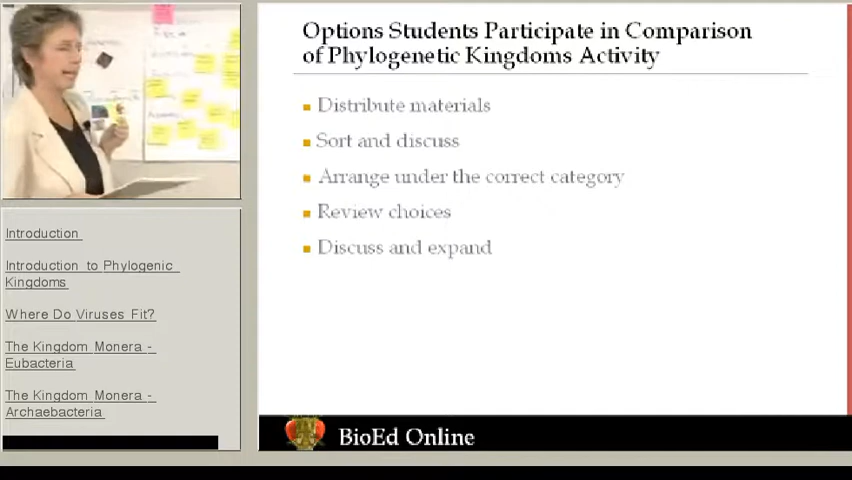 Options Students Participate in Comparison
of Phylogenetic Kingdoms Activity
Distribute materials
Sort and discuss
Arrange under the correct category
Review choices
Discuss and expand
Introduction
Introduction to Phylogenic
Kingdoms
Where Do Viruses Fit?
The Kingdom Monera -
Eubacteria
The Kingdom Monera -
Archaebacteria
BioEd Online